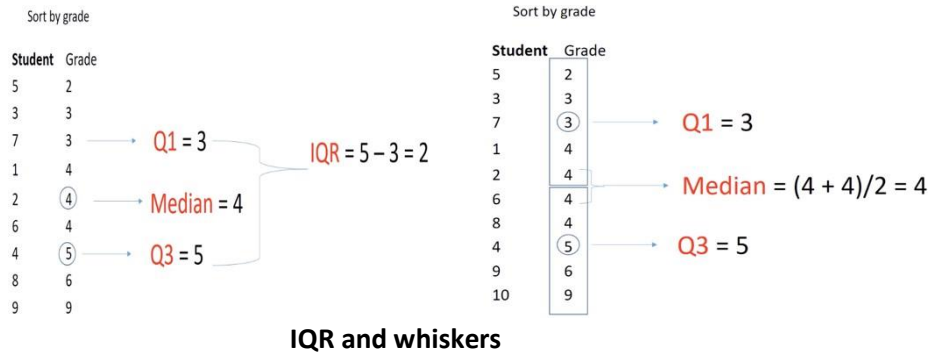 Sort by grade
Student Grade
5 2
3 3
7 3 Q1 = 3
1 4 IQR = 5 – 3 = 2
2 4 Median = 4
6 4
4 5 Q3 = 5
8 6
9 9
Sort by grade
Student Grade
5 2
3 3
7 3 Q1 = 3
1 4
2 4
Median = (4 + 4)/2 = 4
6 4
8 4
4 5 Q3 = 5
9 6
10 9
IQR and whiskers